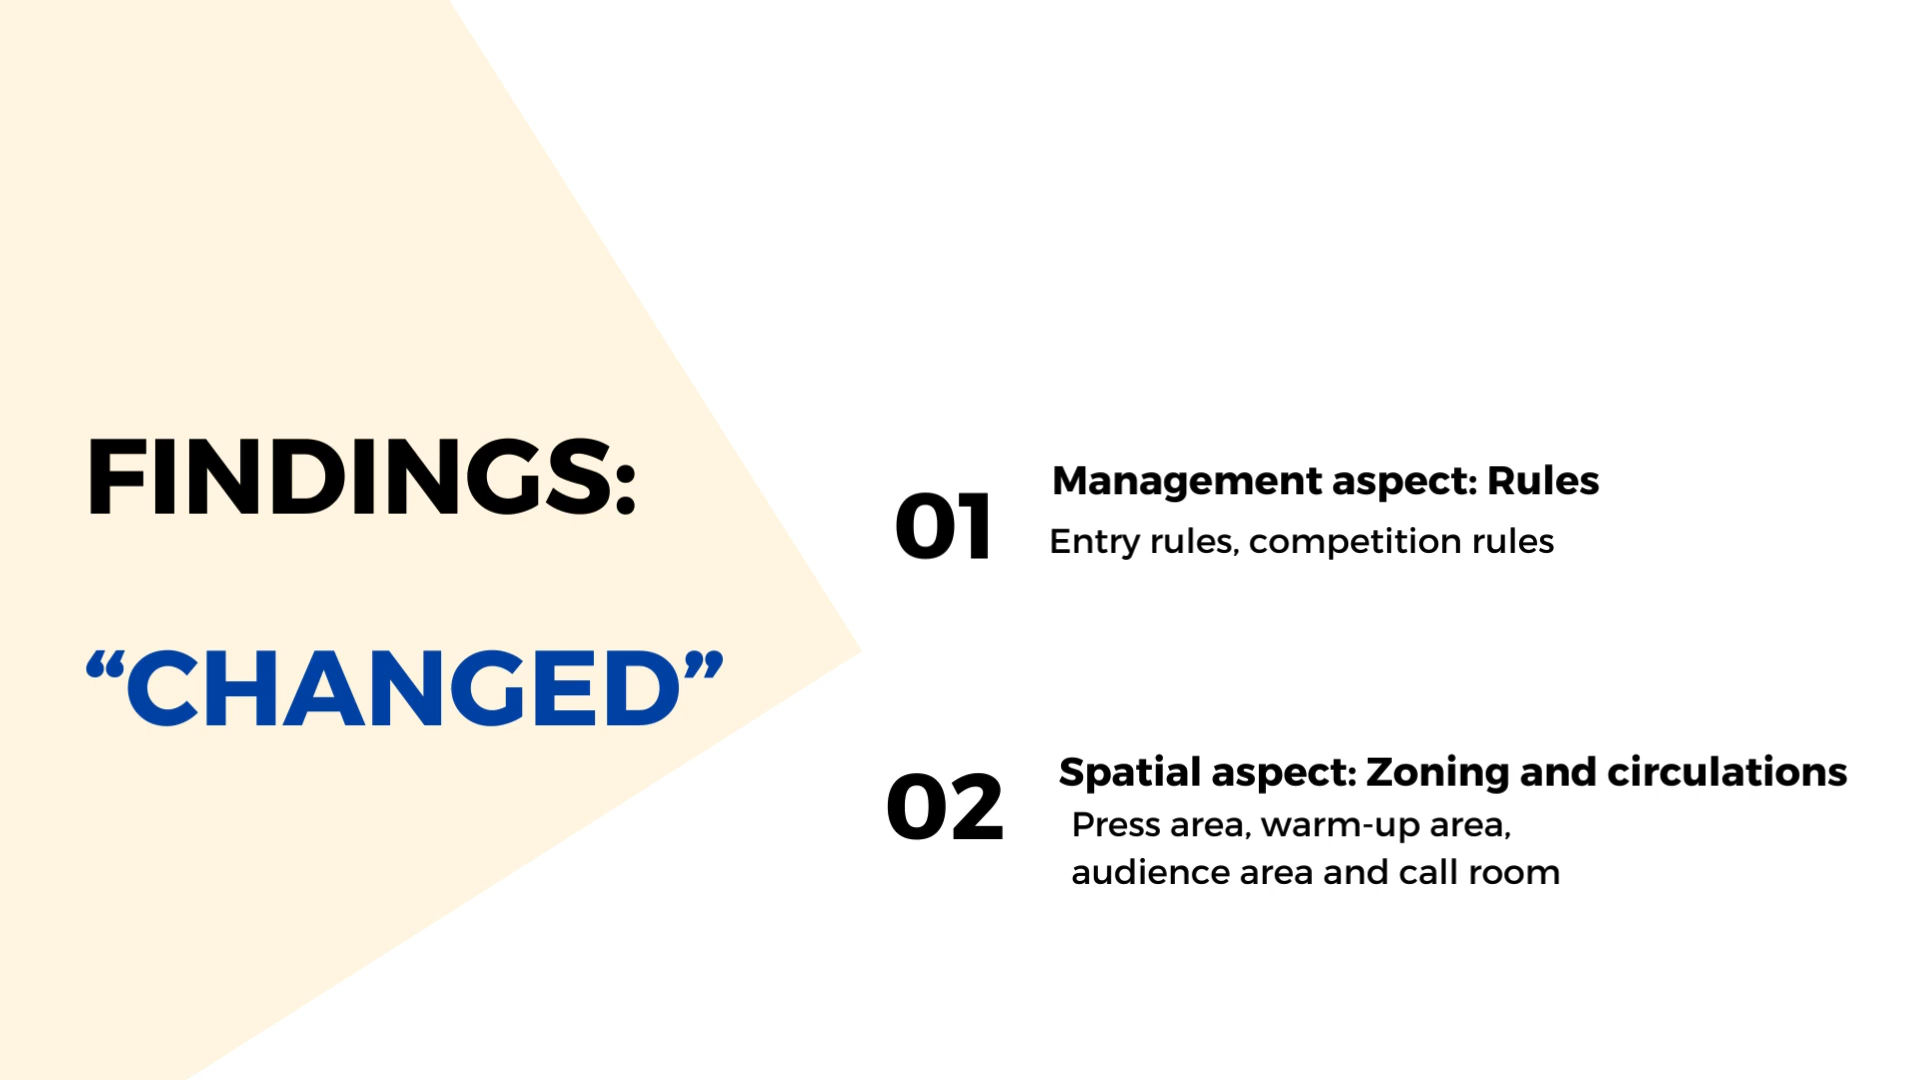 FINDINGS:
“CHANGED”
01
Management aspect: Rules
Entry rules, competition rules
02
Spatial aspect: Zoning and circulations
Press area, warm-up area,
audience area and call room